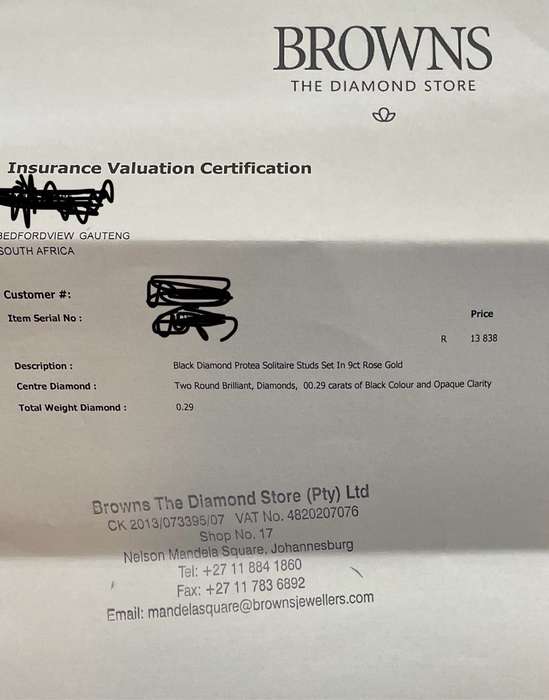 BROWNS
THE DIAMOND STORE
Insurance Valuation Certification
BEDFORDVIEW GAUTENG
SOUTH AFRICA
Customer #:
Item Serial No :
Price
R 13 838
Description : Black Diamond Protea Solitaire Studs Set In 9ct Rose Gold
Centre Diamond : Two Round Brilliant, Diamonds, 00.29 carats of Black Colour and Opaque Clarity
Total Weight Diamond : 0.29
Browns The Diamond Store (Pty) Ltd
CK 2013/073395/07 VAT No. 4820207076
Shop No. 17
Nelson Mandela Square, Johannesburg
Tel: +27 11 884 1860
Fax: +27 11 783 6892
Email: mandelasquare@brownsjewellers.com